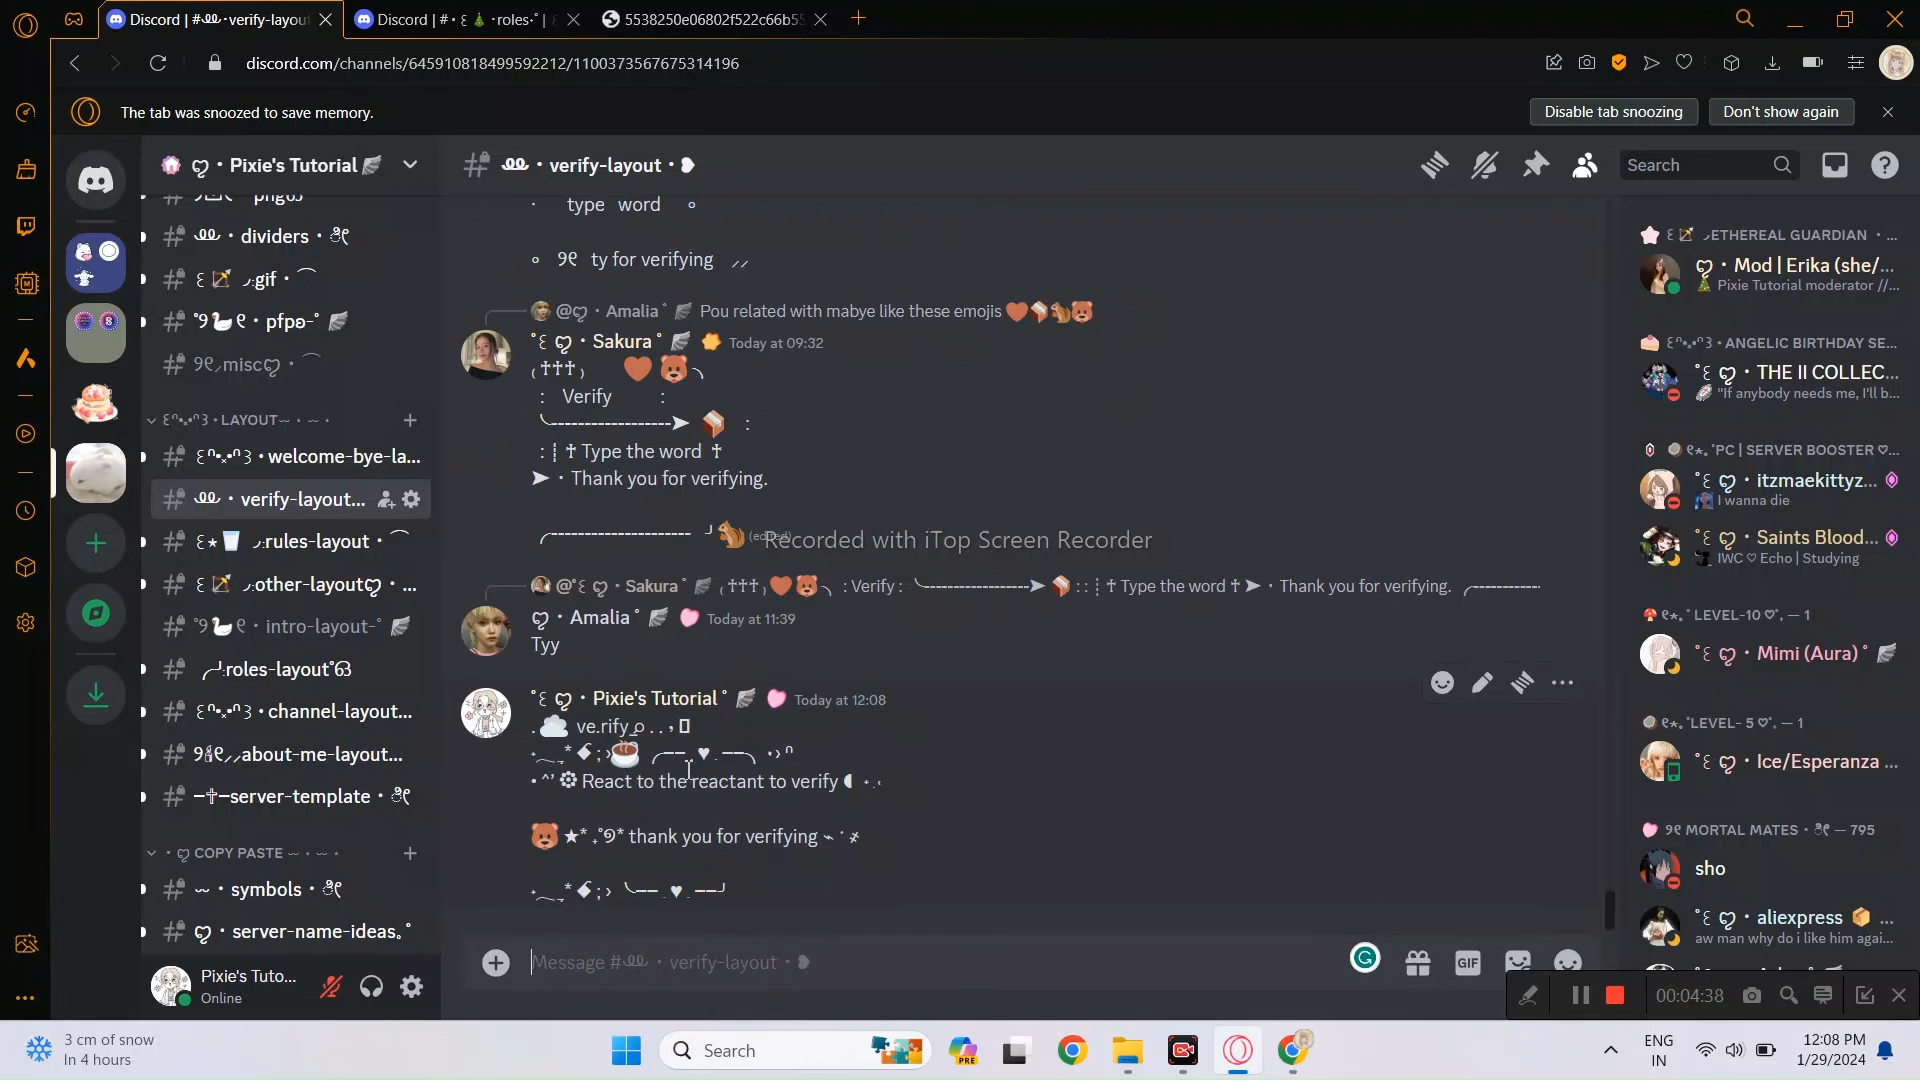 Discord | #ꔛ・verify-layou
Discord | #・꒰🎄・roles・˚ |
5538250e06802f522c66b5
discord.com/channels/645910818499592212/1100373567675314196
The tab was snoozed to save memory.
Disable tab snoozing
Don't show again
ღ・Pixie's Tutorial
・verify-layout・❥
Search
dividers・
gif・⌒
pfp
misc
LAYOUT
welcome-bye-la...
verify-layout...
rules-layout・⌒
other-layout
intro-layout
roles-layout
channel-layout...
about-me-layout...
server-template・
COPY PASTE
symbols・
server-name-ideas
Pixie's Tuto...
Online
type word ∘
∘ ty for verifying
@ღ・Amalia˚ Pou related with mabye like these emojis 🤎📦🐿️🐻
Sakura˚ Today at 09:32
₍†††₎ 🤎🐻╮
: Verify :
╰------------------➤ :
:┊✝ Type the word ✝
➤・Thank you for verifying.
╭--------------------- ╯🐿️ (edited)
Recorded with iTop Screen Recorder
@Sakura˚ ₍†††₎🤎🐻╮ : Verify : ╰------------------➤ : :┊✝ Type the word ✝ ➤・Thank you for verifying. ╭-----------
ღ・Amalia˚ Today at 11:39
Tyy
Pixie's Tutorial˚ Today at 12:08
. ☁️ ve.rify
React to the reactant to verify
🐻 ★* thank you for verifying
Message # ・verify-layout・❥
GIF
ETHEREAL GUARDIAN・...
ღ・Mod | Erika (she/...
🎄 Pixie Tutorial moderator //...
ANGELIC BIRTHDAY SE...
THE II COLLEC...
"If anybody needs me, I'll b...
PC | SERVER BOOSTER ♡...
itzmaekittyz...
I wanna die
Saints Blood...
IWC ♡ Echo | Studying
LEVEL-10 ♡ — 1
Mimi (Aura)˚
LEVEL- 5 ♡ — 1
Ice/Esperanza ...
MORTAL MATES・ — 795
sho
aliexpress 📦 ...
aw man why do i like him agai...
00:04:38
3 cm of snow
In 4 hours
Search
PRE
ENG
IN
12:08 PM
1/29/2024